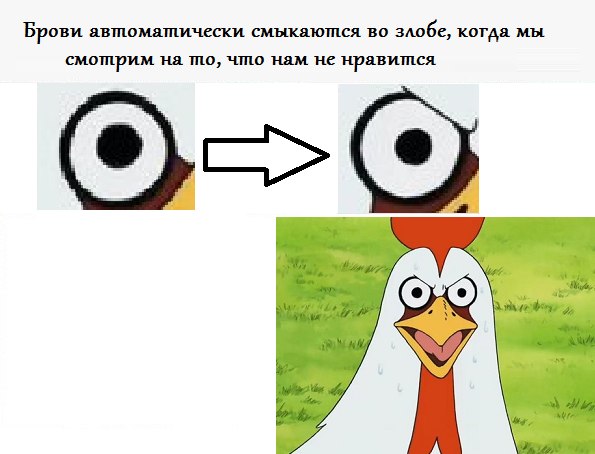 Брови автоматически смыкаются во злобе, когда мы
смотрим на то, что нам не нравится